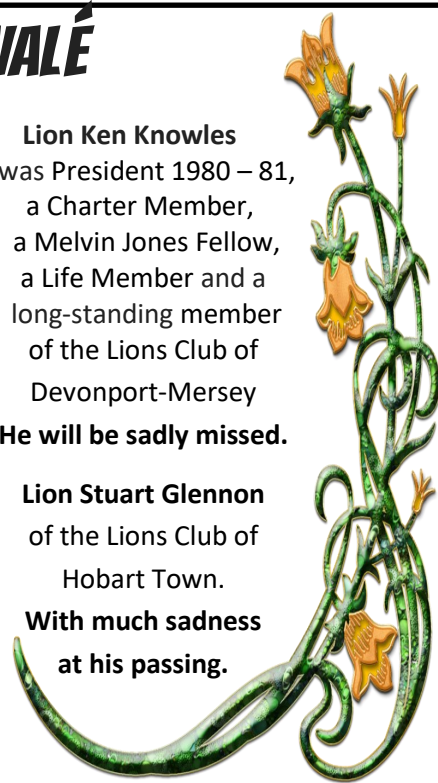 Lion Ken Knowles
was President 1980 – 81,
a Charter Member,
a Melvin Jones Fellow,
a Life Member and a
long-standing member
of the Lions Club of
Devonport-Mersey
He will be sadly missed.
Lion Stuart Glennon
of the Lions Club of
Hobart Town.
With much sadness
at his passing.